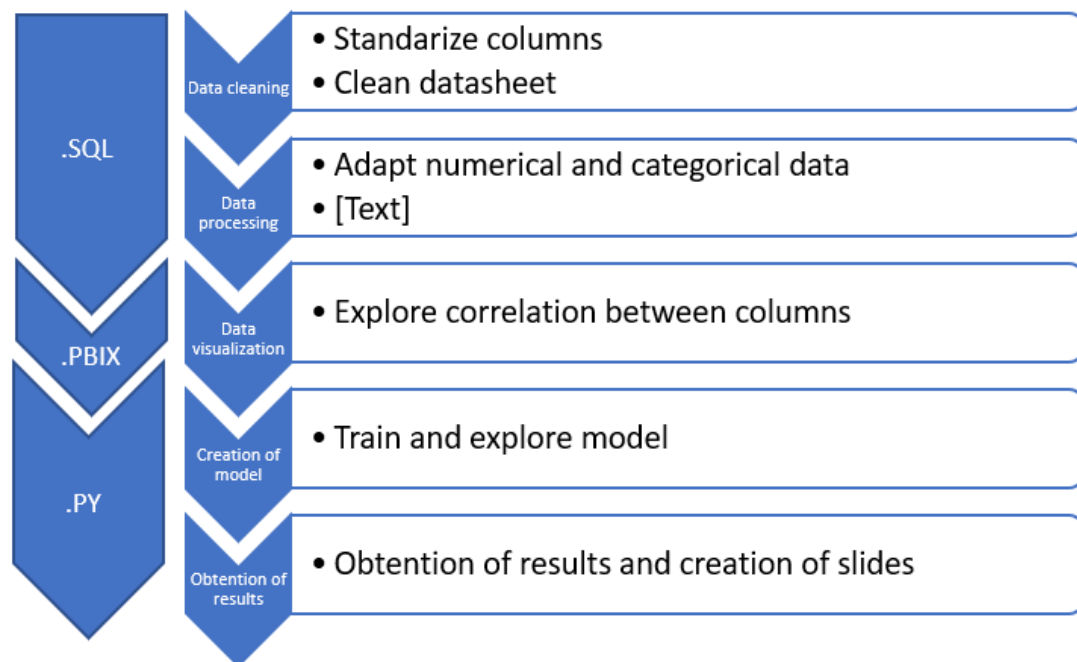 .SQL
.PBIX
.PY
Data cleaning
• Standarize columns
• Clean datasheet
Data
processing
• Adapt numerical and categorical data
• [Text]
Data
visualization
• Explore correlation between columns
Creation of
model
• Train and explore model
Obtention of
results
• Obtention of results and creation of slides